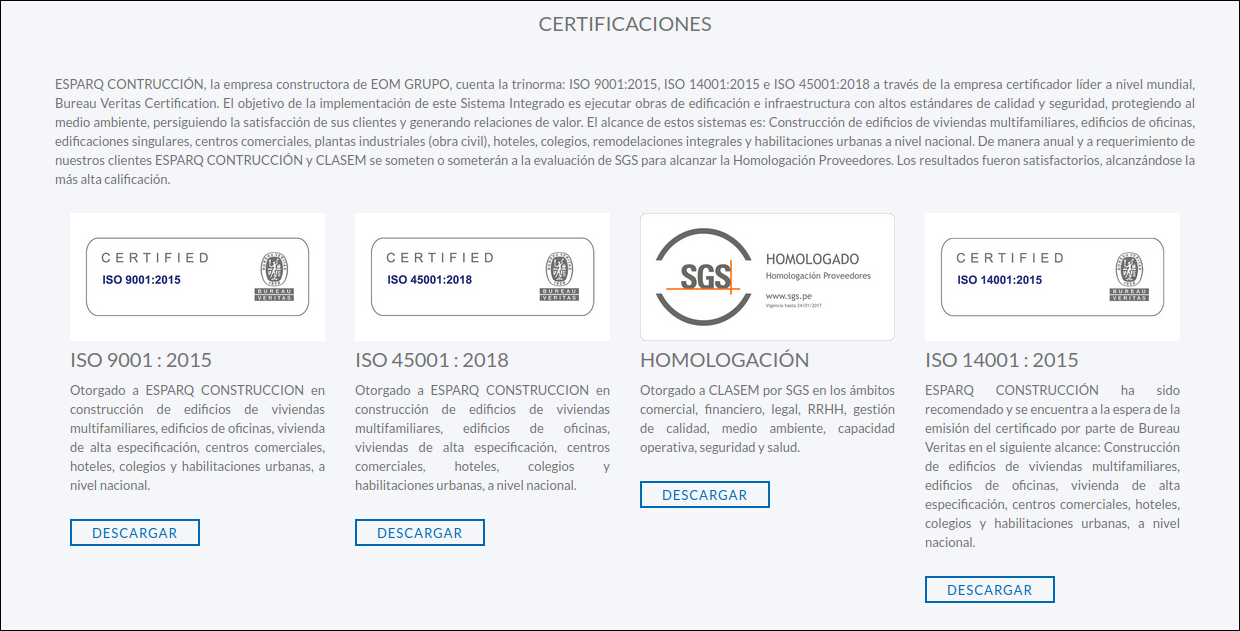 CERTIFICACIONES
ESPARQ CONTRUCCIÓN, la empresa constructora de EOM GRUPO, cuenta la trinorma: ISO 9001:2015, ISO 14001:2015 e ISO 45001:2018 a través de la empresa certificador líder a nivel mundial,
Bureau Veritas Certification. El objetivo de la implementación de este Sistema Integrado es ejecutar obras de edificación e infraestructura con altos estándares de calidad y seguridad, protegiendo al
medio ambiente, persiguiendo la satisfacción de sus clientes y generando relaciones de valor. El alcance de estos sistemas es: Construcción de edificios de viviendas multifamiliares, edificios de oficinas,
edificaciones singulares, centros comerciales, plantas industriales (obra civil), hoteles, colegios, remodelaciones integrales y habilitaciones urbanas a nivel nacional. De manera anual y a requerimiento de
nuestros clientes ESPARQ CONTRUCCIÓN y CLASEM se someten o someterán a la evaluación de SGS para alcanzar la Homologación Proveedores. Los resultados fueron satisfactorios, alcanzándose la
más alta calificación.
CERTIFIED
ISO 9001:2015
BUREAU
VERITAS
ISO 9001 : 2015
Otorgado a ESPARQ CONSTRUCCION en
construcción de edificios de viviendas
multifamiliares, edificios de oficinas, vivienda
de alta especificación, centros comerciales,
hoteles, colegios y habilitaciones urbanas, a
nivel nacional.
DESCARGAR
CERTIFIED
ISO 45001:2018
BUREAU
VERITAS
ISO 45001 : 2018
Otorgado a ESPARQ CONSTRUCCION en
construcción de edificios de viviendas
multifamiliares, edificios de oficinas,
viviendas de alta especificación, centros
comerciales, hoteles, colegios y
habilitaciones urbanas, a nivel nacional.
DESCARGAR
SGS
HOMOLOGADO
Homologación Proveedores
www.sgs.pe
Vigencia hasta 24/01/2017
HOMOLOGACIÓN
Otorgado a CLASEM por SGS en los ámbitos
comercial, financiero, legal, RRHH, gestión
de calidad, medio ambiente, capacidad
operativa, seguridad y salud.
DESCARGAR
CERTIFIED
ISO 14001:2015
BUREAU
VERITAS
ISO 14001 : 2015
ESPARQ CONSTRUCCIÓN ha sido
recomendado y se encuentra a la espera de la
emisión del certificado por parte de Bureau
Veritas en el siguiente alcance: Construcción
de edificios de viviendas multifamiliares,
edificios de oficinas, vivienda de alta
especificación, centros comerciales, hoteles,
colegios y habilitaciones urbanas, a nivel
nacional.
DESCARGAR